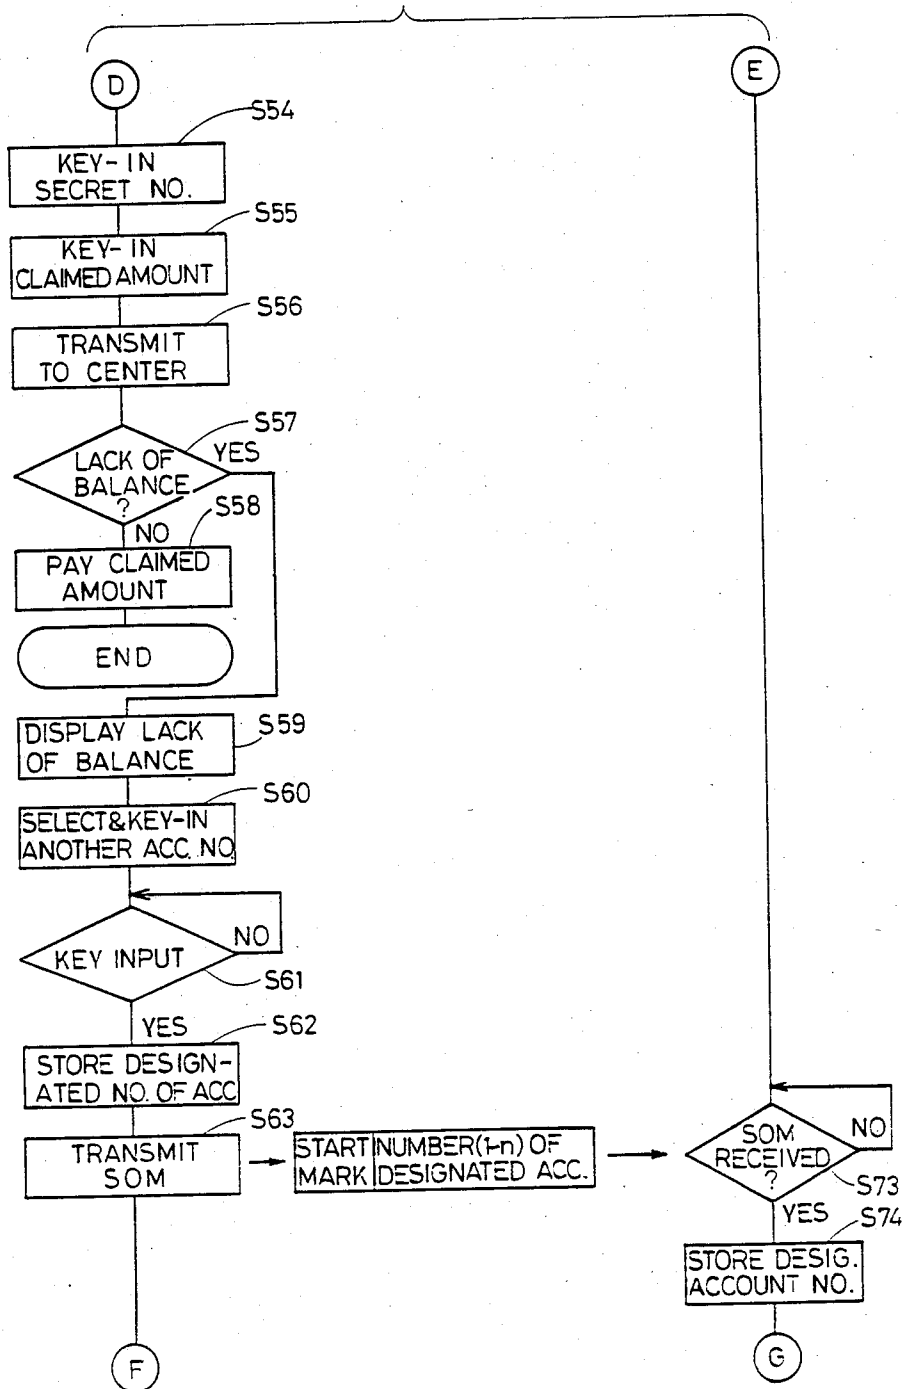 D
E
S54
KEY-IN
SECRET NO.
S55
KEY-IN
CLAIMED AMOUNT
S56
TRANSMIT
TO CENTER
S57
YES
LACK OF
BALANCE
?
S58
NO
PAY CLAIMED
AMOUNT
END
DISPLAY LACK
OF BALANCE
S59
S60
SELECT&KEY-IN
ANOTHER ACC. NO.
NO
KEY INPUT
S61
YES
S62
STORE DESIGN-
ATED NO. OF ACC
S63
TRANSMIT
SOM
START
MARK
NUMBER(1-n) OF
DESIGNATED ACC.
SOM
RECEIVED
?
NO
S73
YES
S74
STORE DESIG.
ACCOUNT NO.
F
G